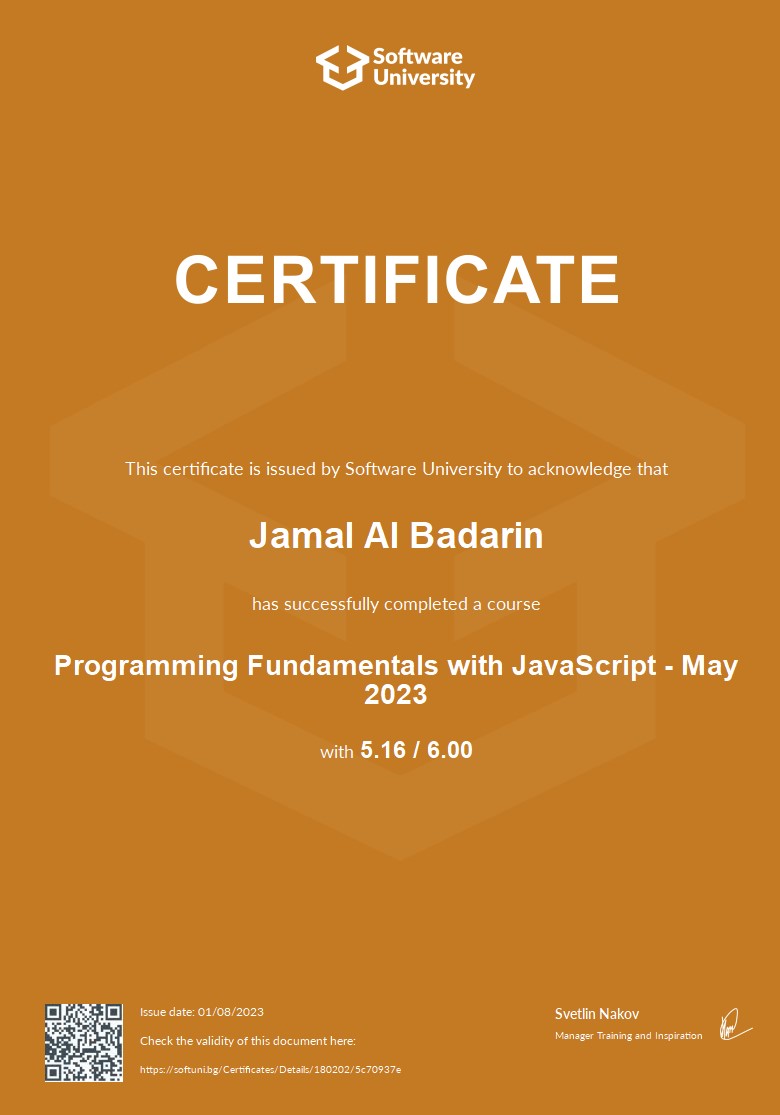 Software
University
CERTIFICATE
This certificate is issued by Software University to acknowledge that
Jamal Al Badarin
has successfully completed a course
Programming Fundamentals with JavaScript - May
2023
with 5.16 / 6.00
Issue date: 01/08/2023
Check the validity of this document here:
https://softuni.bg/Certificates/Details/180202/5c70937e
Svetlin Nakov
Manager Training and Inspiration